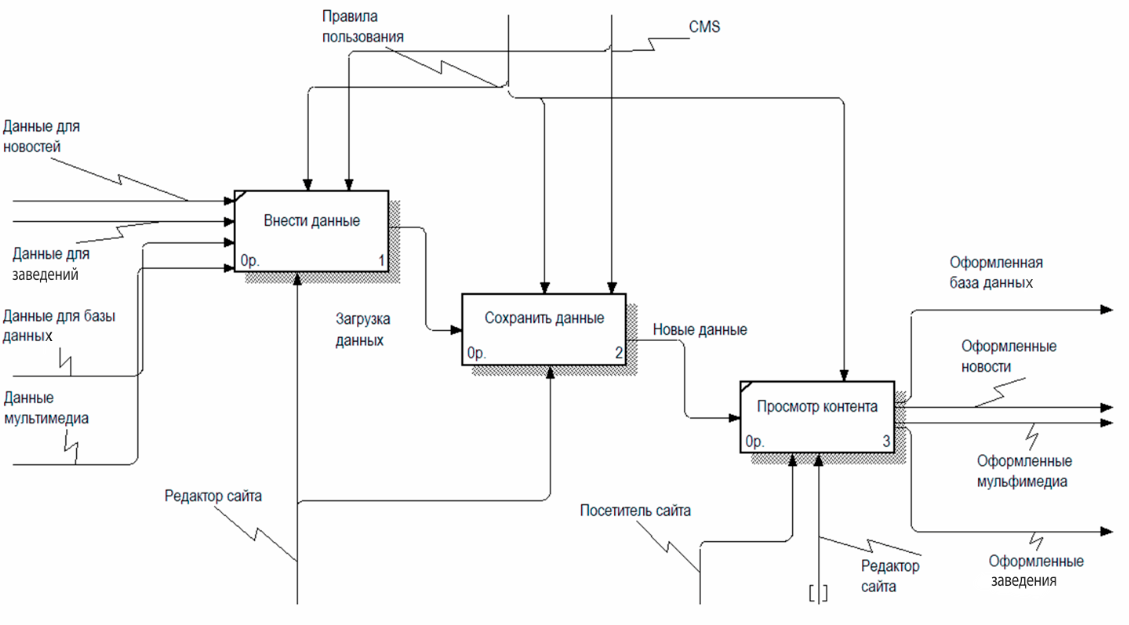 Правила
пользования
CMS
Данные для
новостей
Внести данные
0р.
1
Данные для
заведений
Данные для базы
данных
Данные
мультимедиа
Загрузка
данных
Сохранить данные
0р.
2
Новые данные
Оформленная
база данных
Оформленные
новости
Просмотр контента
0р.
3
Оформленные
мульфимедиа
Редактор сайта
Посетитель сайта
Редактор
сайта
Оформленные
заведения